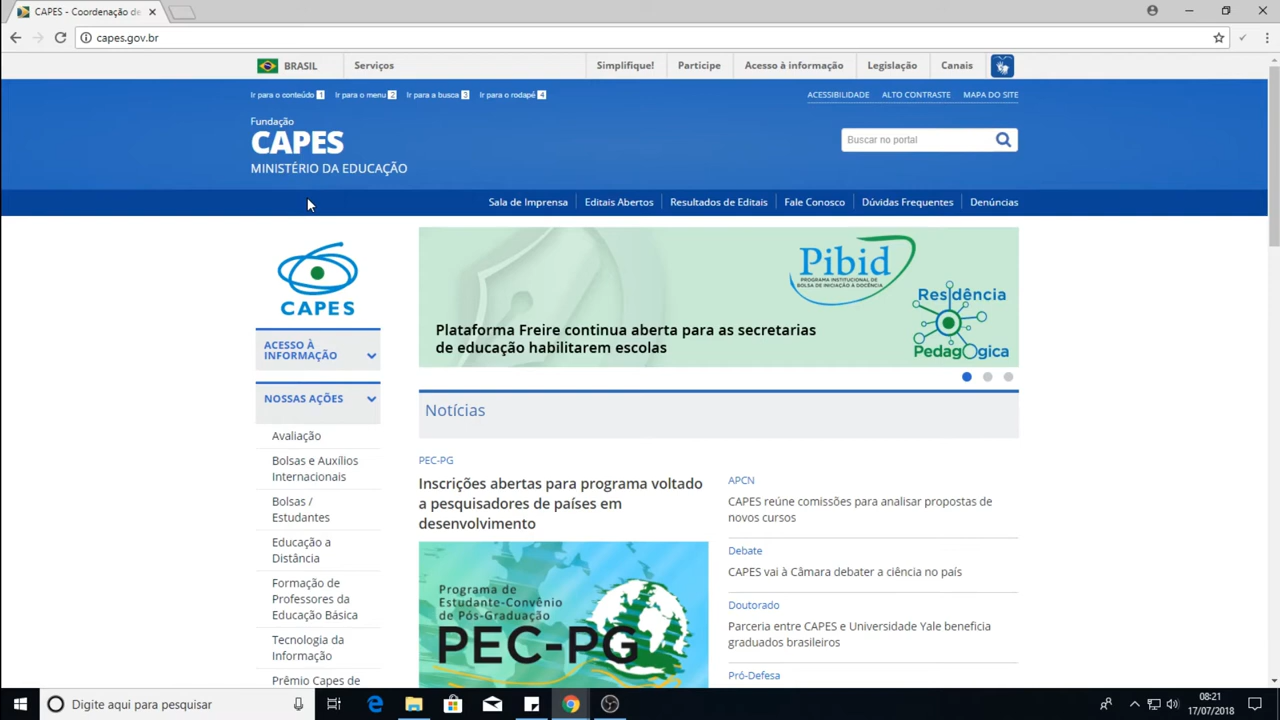 CAPES - Coordenação de
capes.gov.br
BRASIL
Serviços
Simplifique!
Participe
Acesso à informação
Legislação
Canais
Ir para o conteúdo 1
Ir para o menu 2
Ir para a busca 3
Ir para o rodapé 4
ACESSIBILIDADE
ALTO CONTRASTE
MAPA DO SITE
Fundação
CAPES
MINISTÉRIO DA EDUCAÇÃO
Buscar no portal
Sala de Imprensa
Editais Abertos
Resultados de Editais
Fale Conosco
Dúvidas Frequentes
Denúncias
CAPES
ACESSO À
INFORMAÇÃO
NOSSAS AÇÕES
Avaliação
Bolsas e Auxílios
Internacionais
Bolsas /
Estudantes
Educação a
Distância
Formação de
Professores da
Educação Básica
Tecnologia da
Informação
Prêmio Capes de
Pibid
PROGRAMA INSTITUCIONAL
DE BOLSA DE INICIAÇÃO À DOCÊNCIA
Residência
Pedagógica
Plataforma Freire continua aberta para as secretarias
de educação habilitarem escolas
Notícias
PEC-PG
Inscrições abertas para programa voltado
a pesquisadores de países em
desenvolvimento
Programa de
Estudante-Convênio
de Pós-Graduação
PEC-PG
APCN
CAPES reúne comissões para analisar propostas de
novos cursos
Debate
CAPES vai à Câmara debater a ciência no país
Doutorado
Parceria entre CAPES e Universidade Yale beneficia
graduados brasileiros
Pró-Defesa
Digite aqui para pesquisar
08:21
17/07/2018